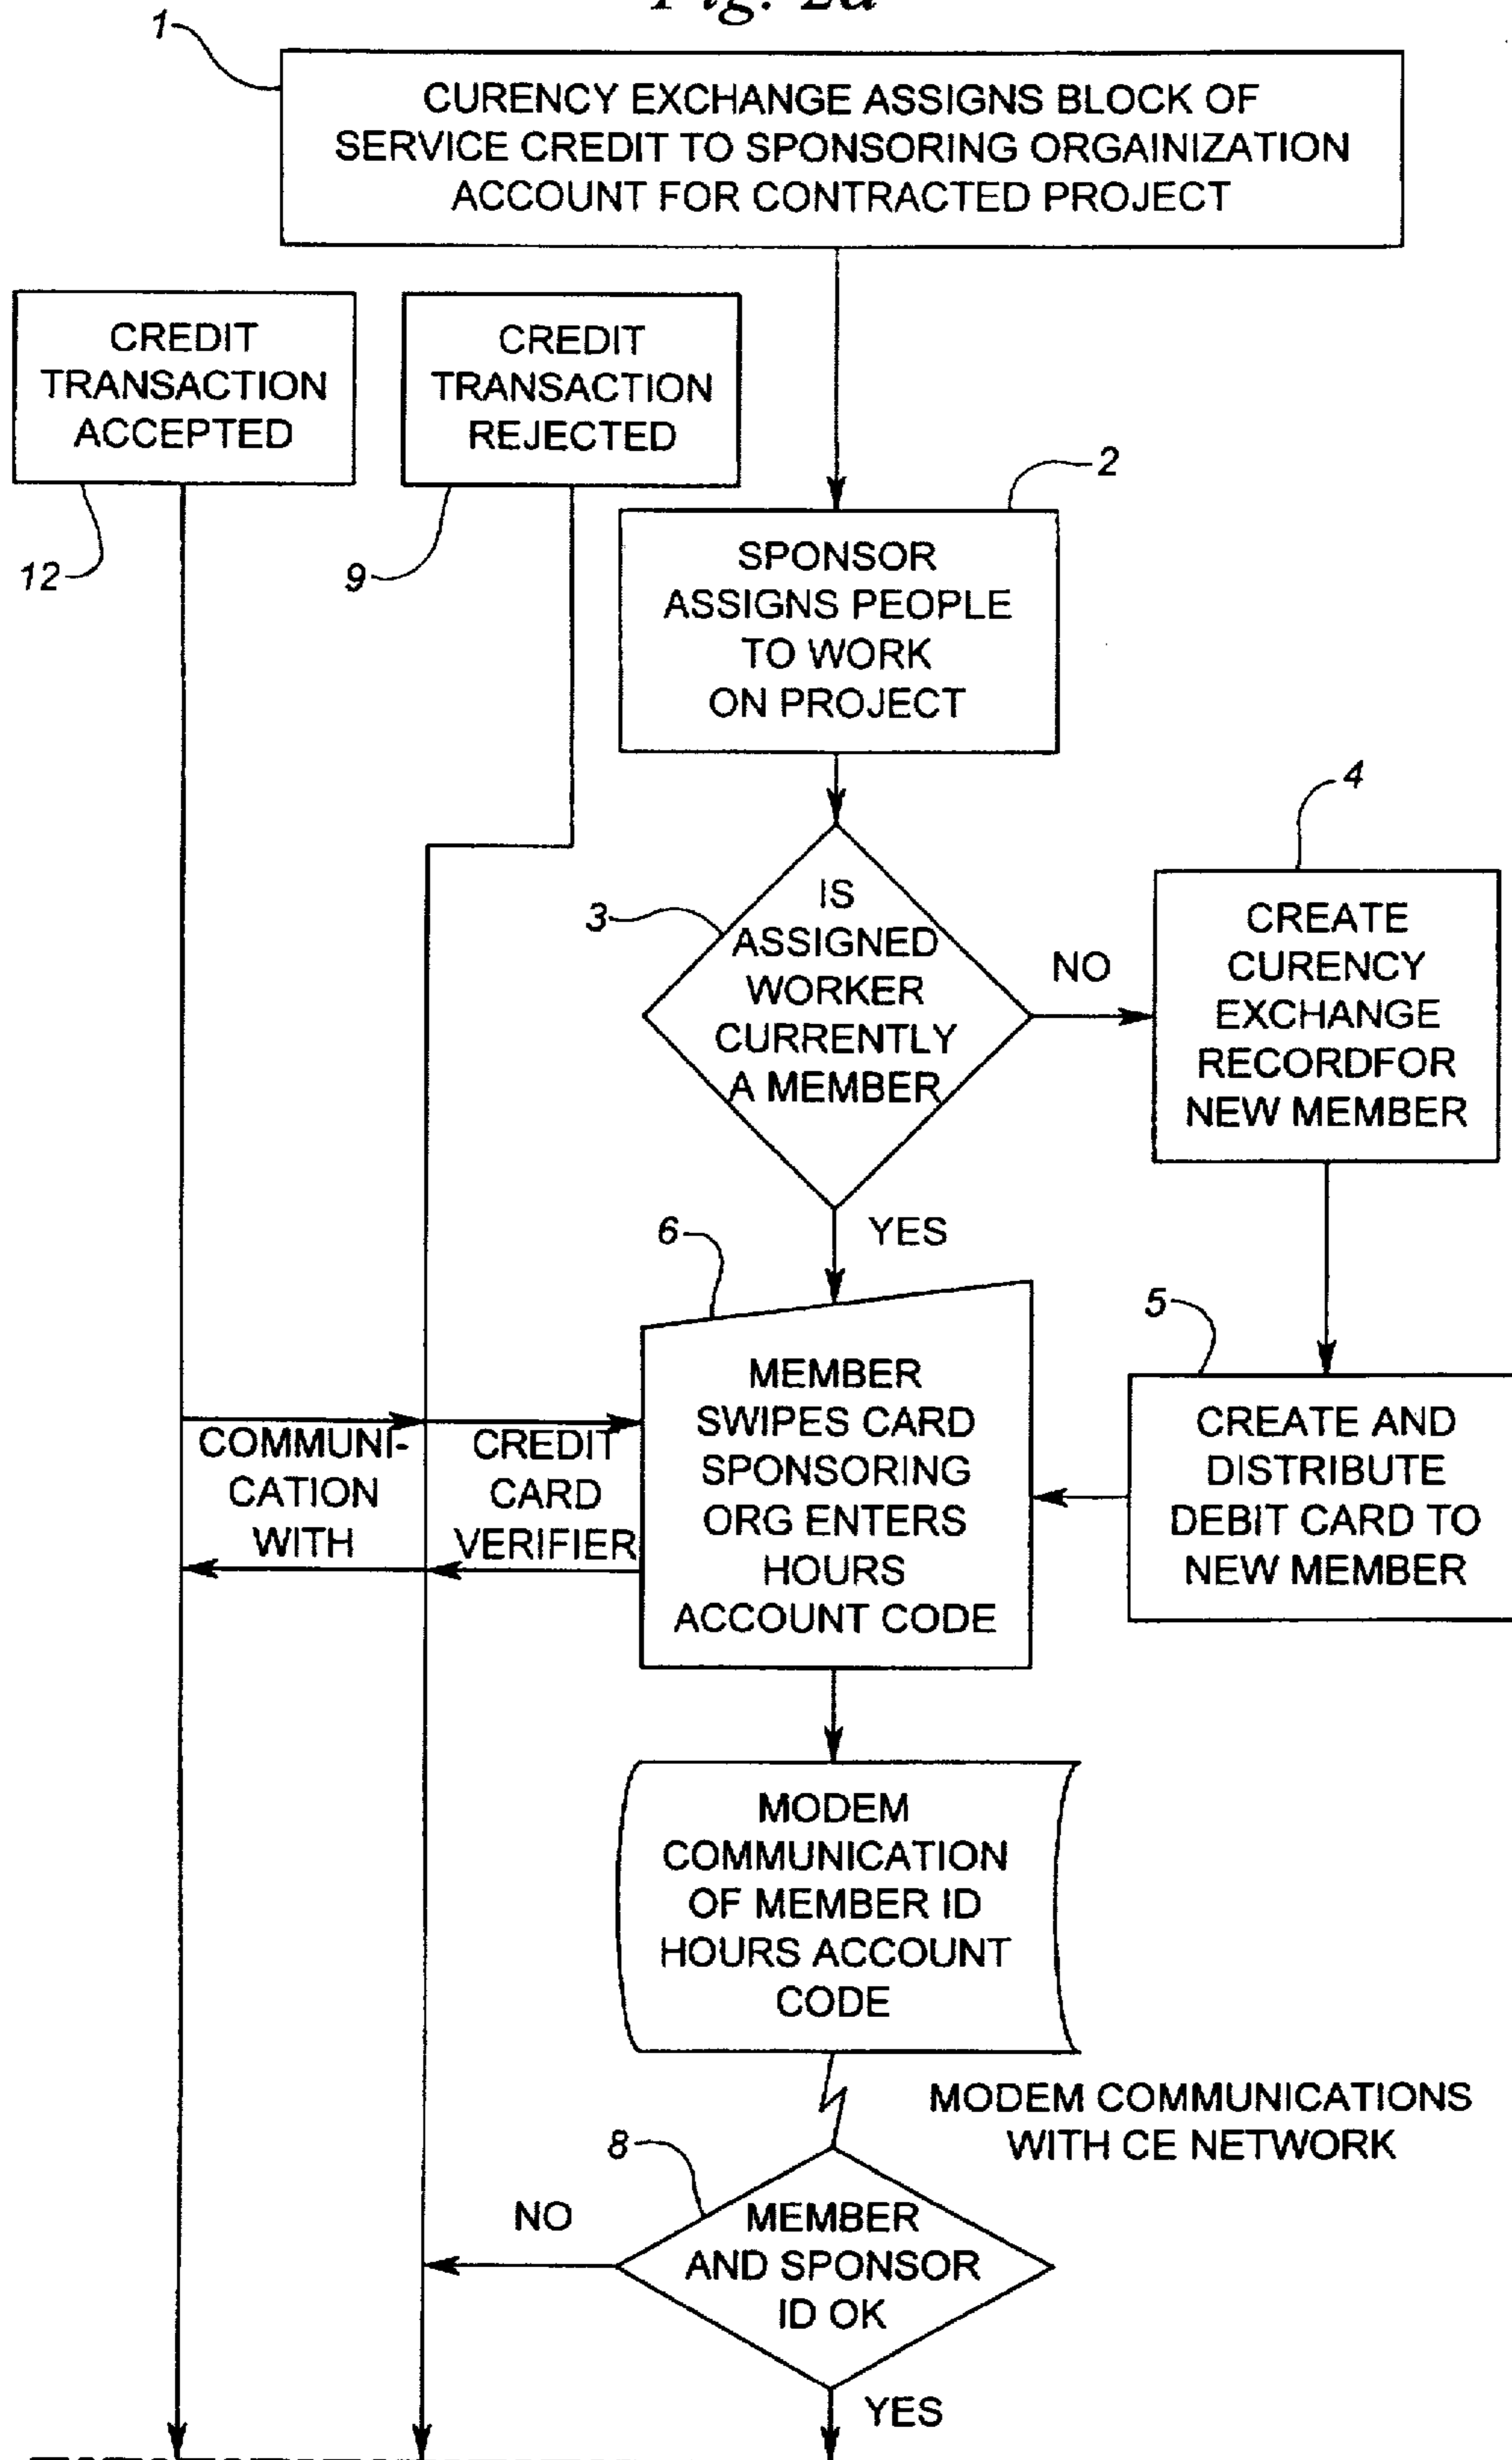 Fig. 2a
1
CURENCY EXCHANGE ASSIGNS BLOCK OF
SERVICE CREDIT TO SPONSORING ORGAINIZATION
ACCOUNT FOR CONTRACTED PROJECT
CREDIT
TRANSACTION
ACCEPTED
12
CREDIT
TRANSACTION
REJECTED
9
2
SPONSOR
ASSIGNS PEOPLE
TO WORK
ON PROJECT
3
IS
ASSIGNED
WORKER
CURRENTLY
A MEMBER
NO
4
CREATE
CURENCY
EXCHANGE
RECORDFOR
NEW MEMBER
YES
5
CREATE AND
DISTRIBUTE
DEBIT CARD TO
NEW MEMBER
6
MEMBER
SWIPES CARD
SPONSORING
ORG ENTERS
HOURS
ACCOUNT CODE
COMMUNI-
CATION
WITH
CREDIT
CARD
VERIFIER
MODEM
COMMUNICATION
OF MEMBER ID
HOURS ACCOUNT
CODE
MODEM COMMUNICATIONS
WITH CE NETWORK
8
MEMBER
AND SPONSOR
ID OK
NO
YES